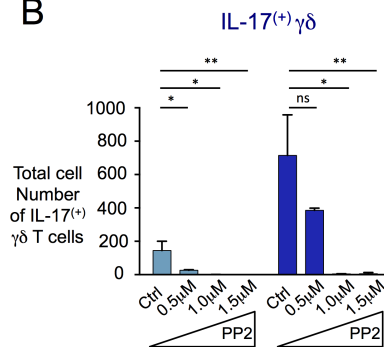 B
IL-17(+) γδ
**
**
*
*
*
ns
1000
800
600
400
200
0
Total cell
Number
of IL-17(+)
γδ T cells
Ctrl
0.5μM
1.0μM
1.5μM
Ctrl
0.5μM
1.0μM
1.5μM
PP2
PP2